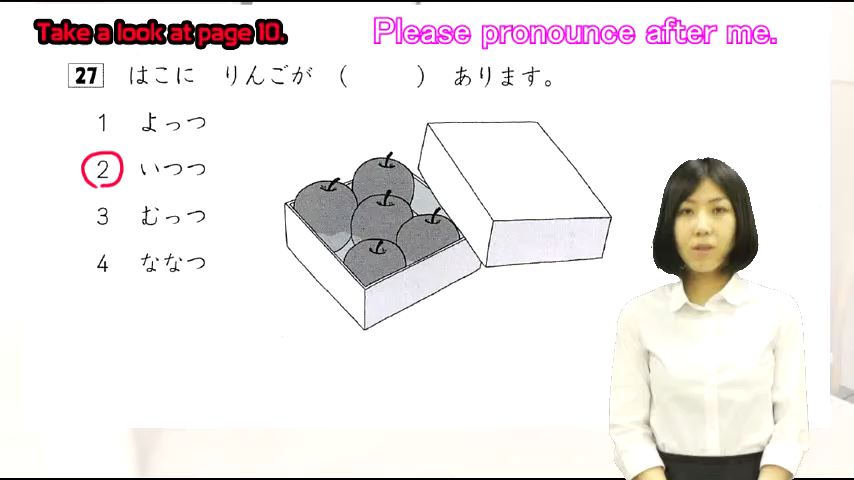 Take a look at page 10.
Please pronounce after me.
27 はこに りんごが ( ) あります。
1 よっつ
2 いつつ
3 むっつ
4 ななつ